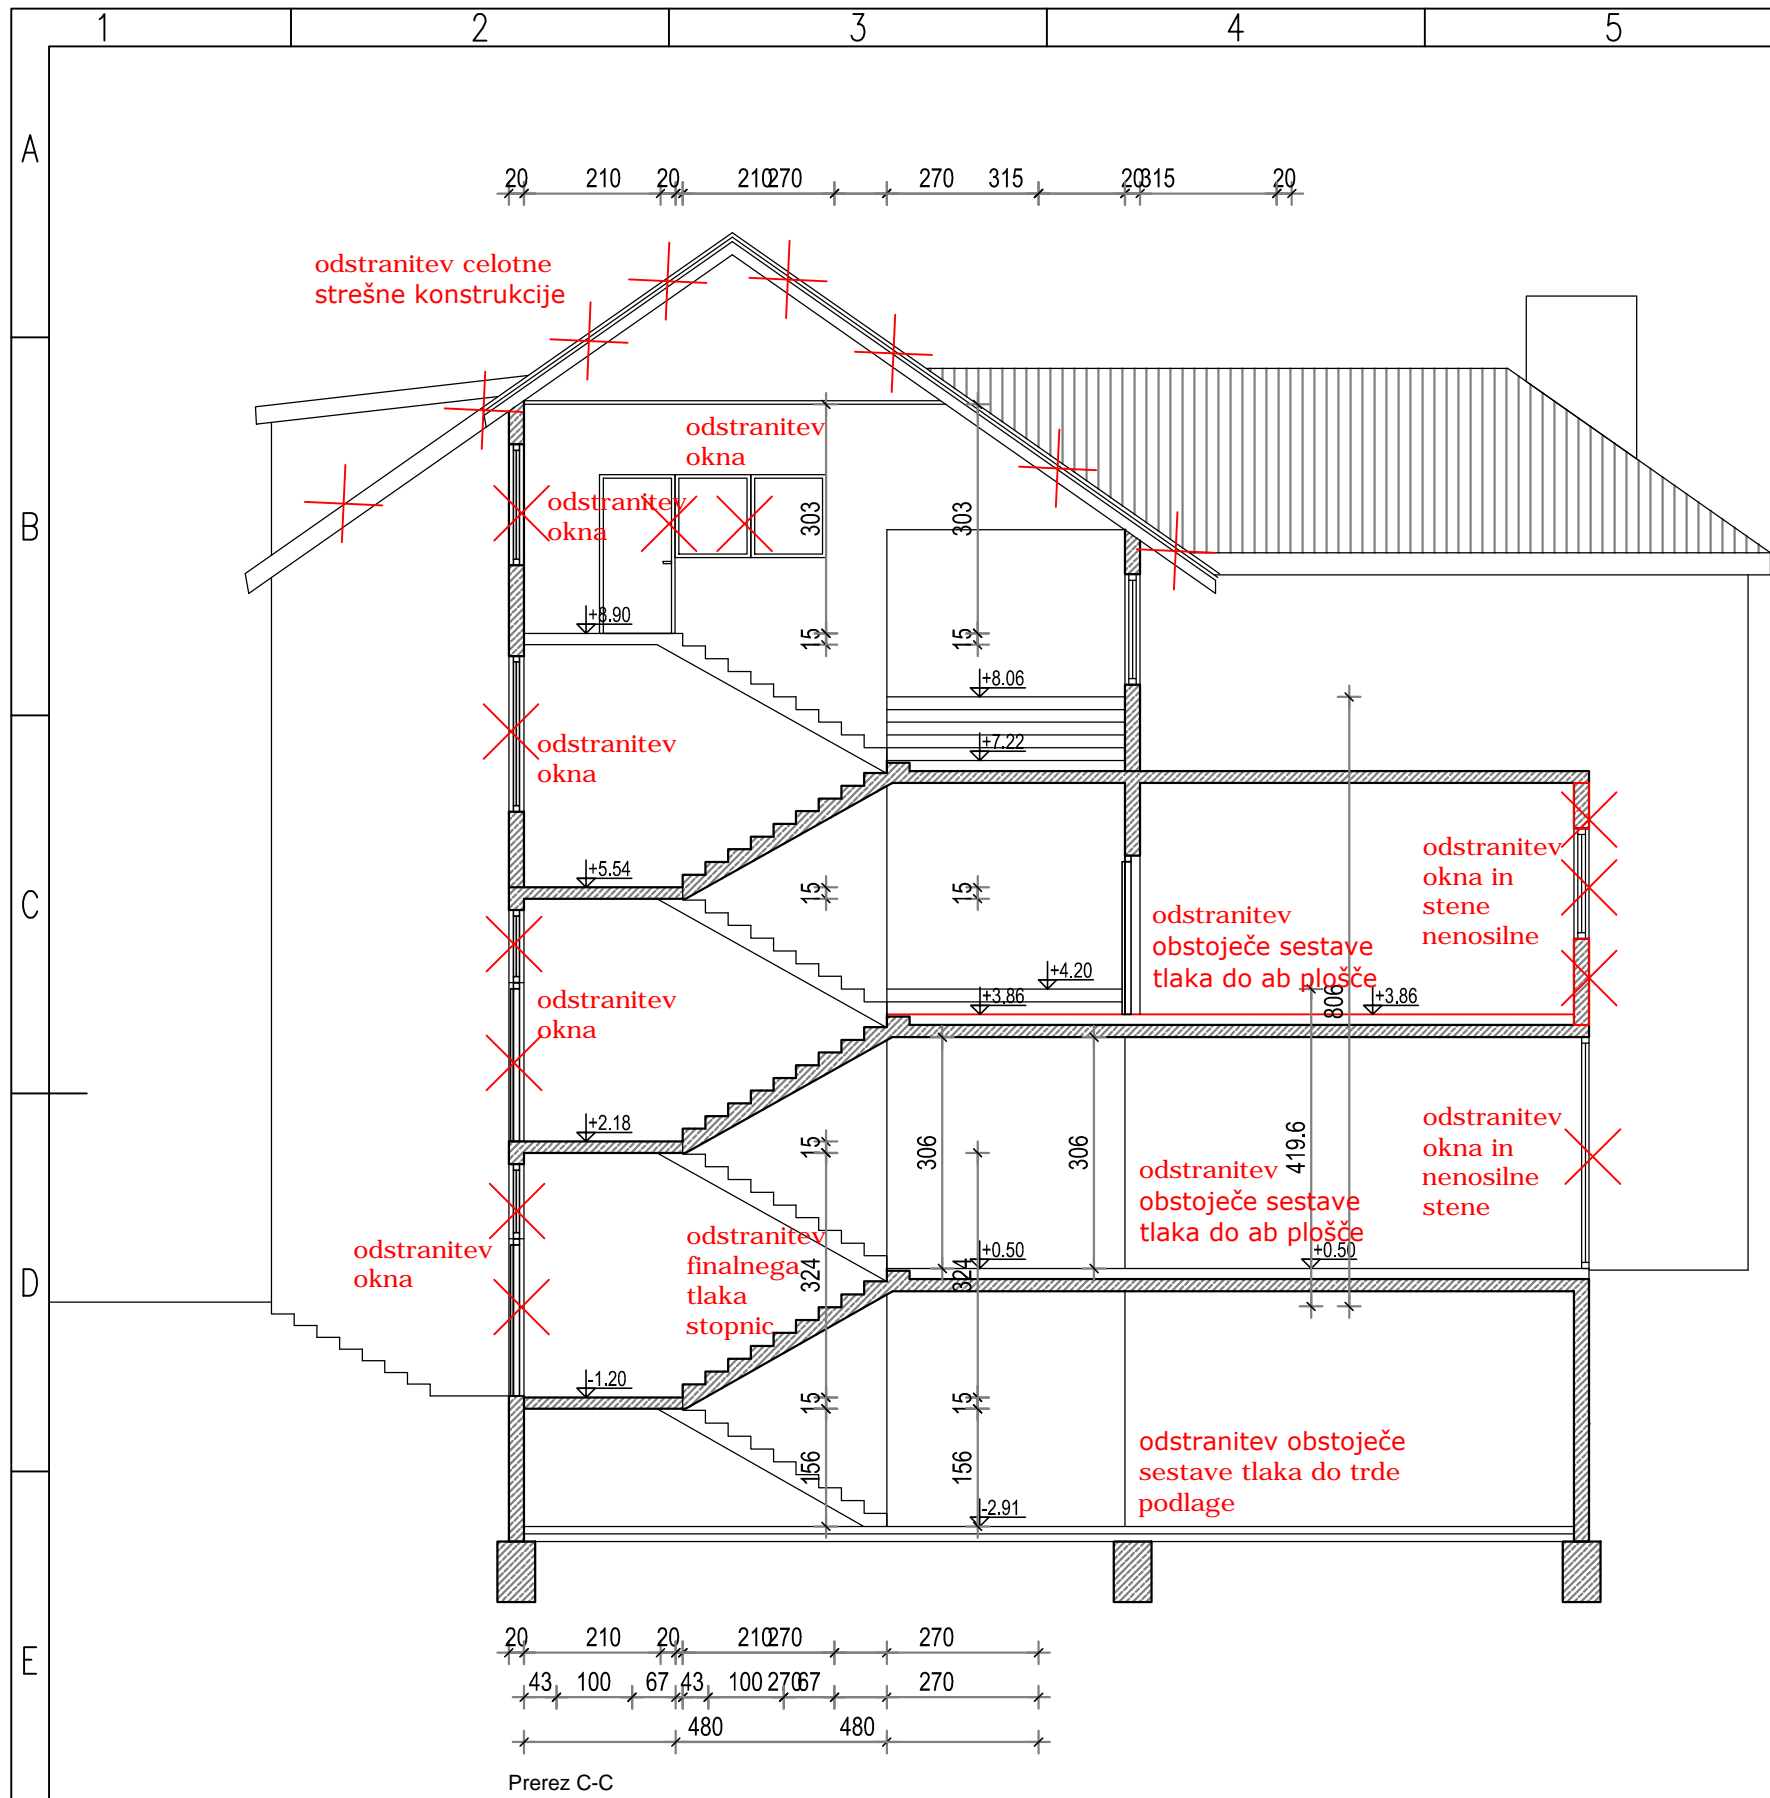 1 2 3 4 5
A
20 210 20 210 270 270 315 20 315 20
odstranitev celotne
strešne konstrukcije
B
odstranitev
okna
odstranitev
okna
303 303
+8.90
15 15
+8.06
+7.22
odstranitev
okna
C
+5.54
15 15
odstranitev
okna in
stene
nenosilne
odstranitev
obstoječe sestave
tlaka do ab plošče
+4.20
+3.86
+3.86
806
odstranitev
okna
D
+2.18
15
306 306
419.6
odstranitev
okna in
nenosilne
stene
odstranitev
obstoječe sestave
tlaka do ab plošče
+0.50
+0.50
odstranitev
okna
odstranitev
finalnega
tlaka
stopnic
324 324
-1.20
15 15
156 156
odstranitev obstoječe
sestave tlaka do trde
podlage
-2.91
E
20 210 20 210 270 270
43 100 67 43 100 270 67 270
480 480
Prerez C-C